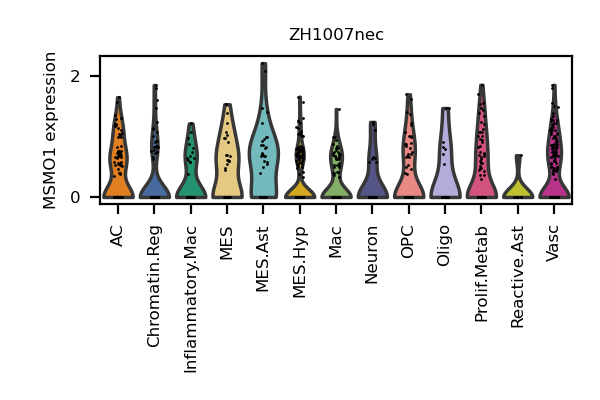 ZH1007nec
MSMO1 expression
2
0
AC
Chromatin.Reg
Inflammatory.Mac
MES
MES.Ast
MES.Hyp
Mac
Neuron
OPC
Oligo
Prolif.Metab
Reactive.Ast
Vasc